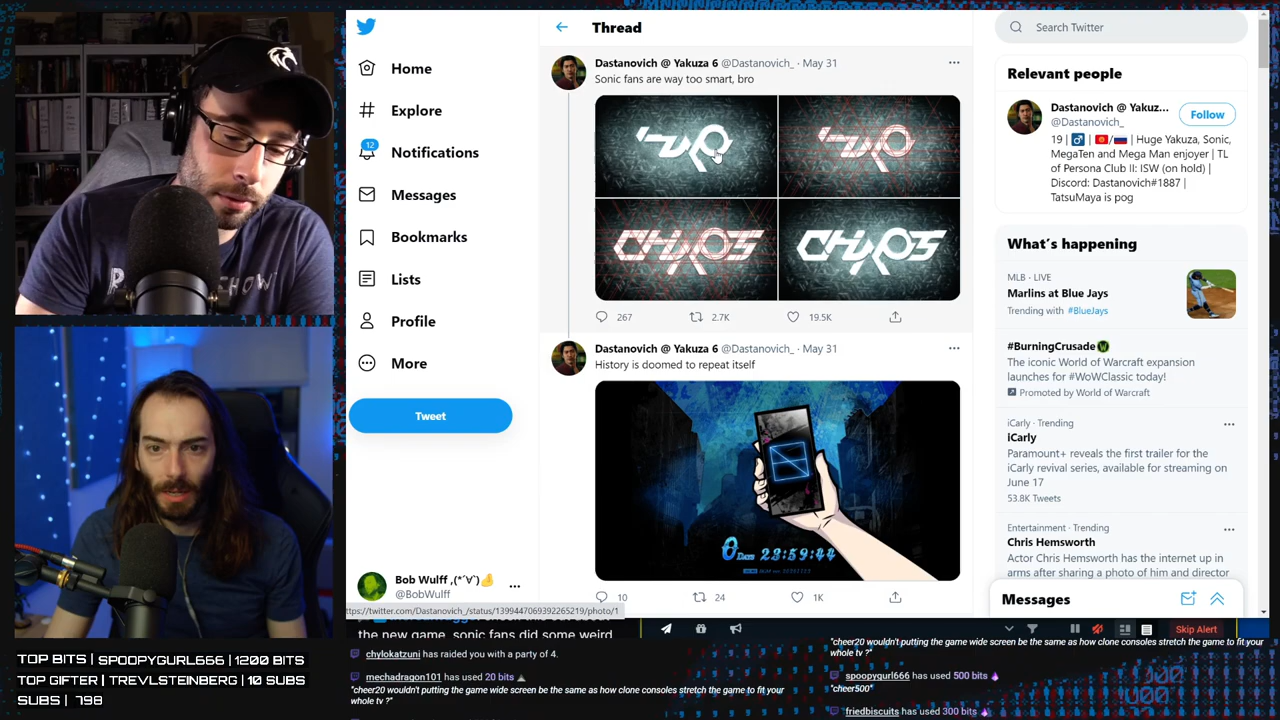 Home
Explore
12
Notifications
Messages
Bookmarks
Lists
Profile
More
Tweet
Bob Wulff ,(*´∀`)
@BobWulff
Thread
Dastanovich @ Yakuza 6 @Dastanovich_ · May 31
Sonic fans are way too smart, bro
CHAOS
CHAOS
267
2.7K
19.5K
Dastanovich @ Yakuza 6 @Dastanovich_ · May 31
History is doomed to repeat itself
0 DAYS 23:59:44
10
24
1K
Search Twitter
Relevant people
Dastanovich @ Yakuz...
@Dastanovich_
Follow
19 | ♂ | 🇰🇬/🇷🇺 | Huge Yakuza, Sonic,
MegaTen and Mega Man enjoyer | TL
of Persona Club II: ISW (on hold) |
Discord: Dastanovich#1887 |
TatsuMaya is pog
What's happening
MLB · LIVE
Marlins at Blue Jays
Trending with #BlueJays
#BurningCrusade
The iconic World of Warcraft expansion
launches for #WoWClassic today!
Promoted by World of Warcraft
iCarly · Trending
iCarly
Paramount+ reveals the first trailer for the
iCarly revival series, available for streaming on
June 17
53.8K Tweets
Entertainment · Trending
Chris Hemsworth
Actor Chris Hemsworth has the internet up in
arms after sharing a photo of him and director
Messages
ttps://twitter.com/Dastanovich_/status/1399447069392265219/photo/1
the new game, sonic fans did some weird
chylokatzuni has raided you with a party of 4.
mechadragon101 has used 20 bits
"cheer20 wouldn't putting the game wide screen be the same as how clone consoles stretch the game to fit your
whole tv ?"
Skip Alert
"cheer20 wouldn't putting the game wide screen be the same as how clone consoles stretch the game to fit your
whole tv ?"
spoopygurl666 has used 500 bits
"cheer500"
friedbiscuits has used 300 bits
TOP BITS | SPOOPYGURL666 | 1200 BITS
TOP GIFTER | TREVLSTEINBERG | 10 SUBS
SUBS | 798